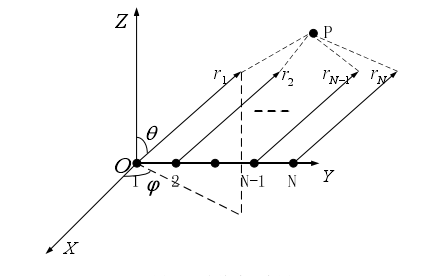 Z
P
r₁
r₂
rₙ₋₁
rₙ
θ
O
Y
1
φ
2
N-1
N
X